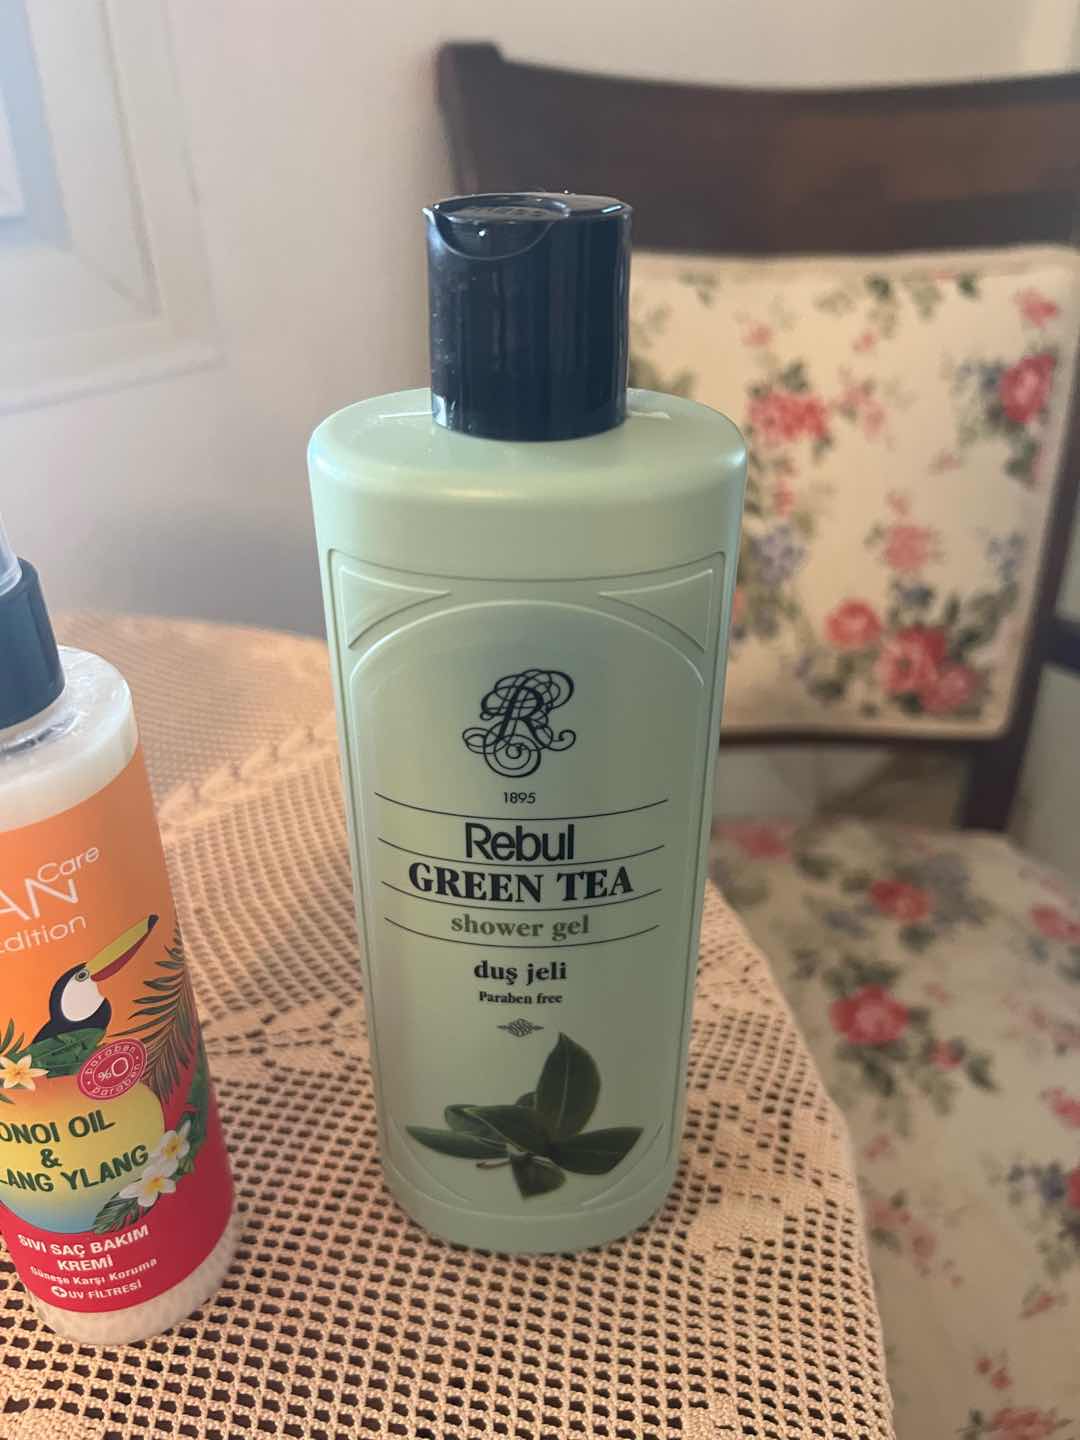 R
1895
Rebul
GREEN TEA
shower gel
duş jeli
Paraben free
Care
AN
Edition
paraben
%0
paraben
ONOI OIL
&
LANG YLANG
SIVI SAÇ BAKIM
KREMİ
Güneşe Karşı Koruma
UV FİLTRESİ